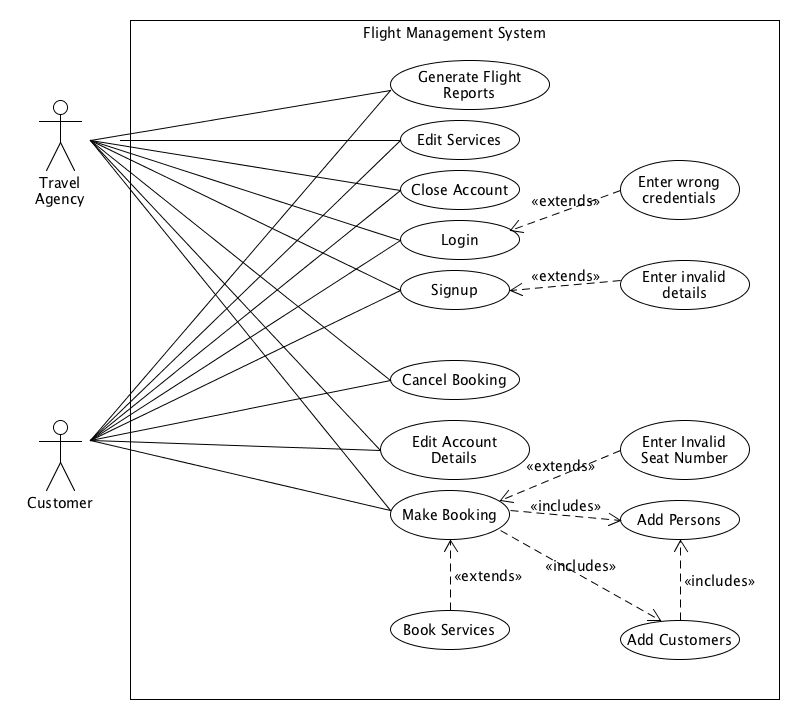 Flight Management System
Generate Flight
Reports
Edit Services
Travel
Agency
Close Account
«extends»
Enter wrong
credentials
Login
«extends»
Enter invalid
details
Signup
Cancel Booking
Edit Account
Details
Enter Invalid
Seat Number
«extends»
Customer
Make Booking
«includes»
Add Persons
«includes»
«extends»
«includes»
Book Services
Add Customers